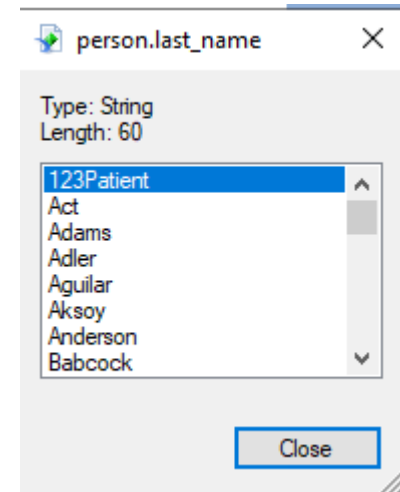 person.last_name
Type: String
Length: 60
123Patient
Act
Adams
Adler
Aguilar
Aksoy
Anderson
Babcock
Close